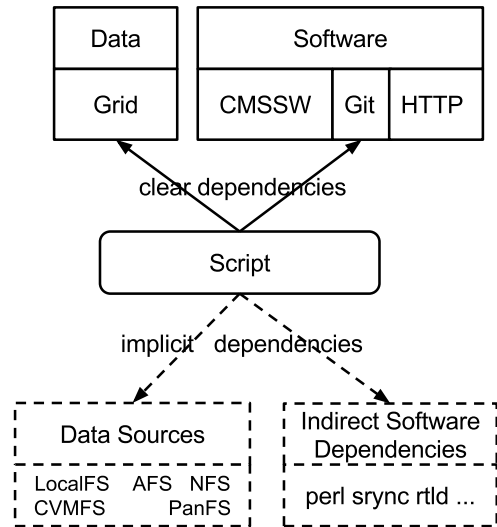 Data
Software
Grid
CMSSW
Git
HTTP
clear dependencies
Script
implicit dependencies
Data Sources
Indirect Software
Dependencies
LocalFS AFS NFS
CVMFS PanFS
perl srync rtld ...